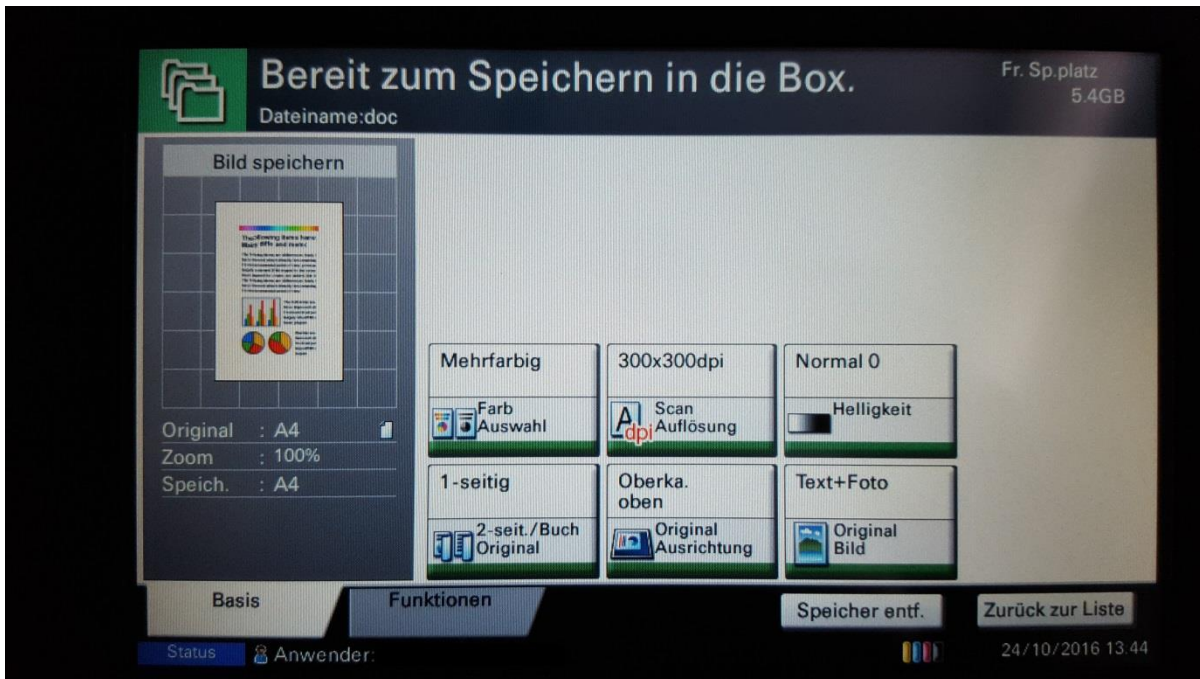 Bereit zum Speichern in die Box.
Dateiname:doc
Fr. Sp.platz
5.4GB
Bild speichern
Original : A4
Zoom : 100%
Speich. : A4
Mehrfarbig
Farb
Auswahl
300x300dpi
A
dpi
Scan
Auflösung
Normal 0
Helligkeit
1-seitig
2-seit./Buch
Original
Oberka.
oben
Original
Ausrichtung
Text+Foto
Original
Bild
Basis
Funktionen
Speicher entf.
Zurück zur Liste
Status
Anwender:
24/10/2016 13.44